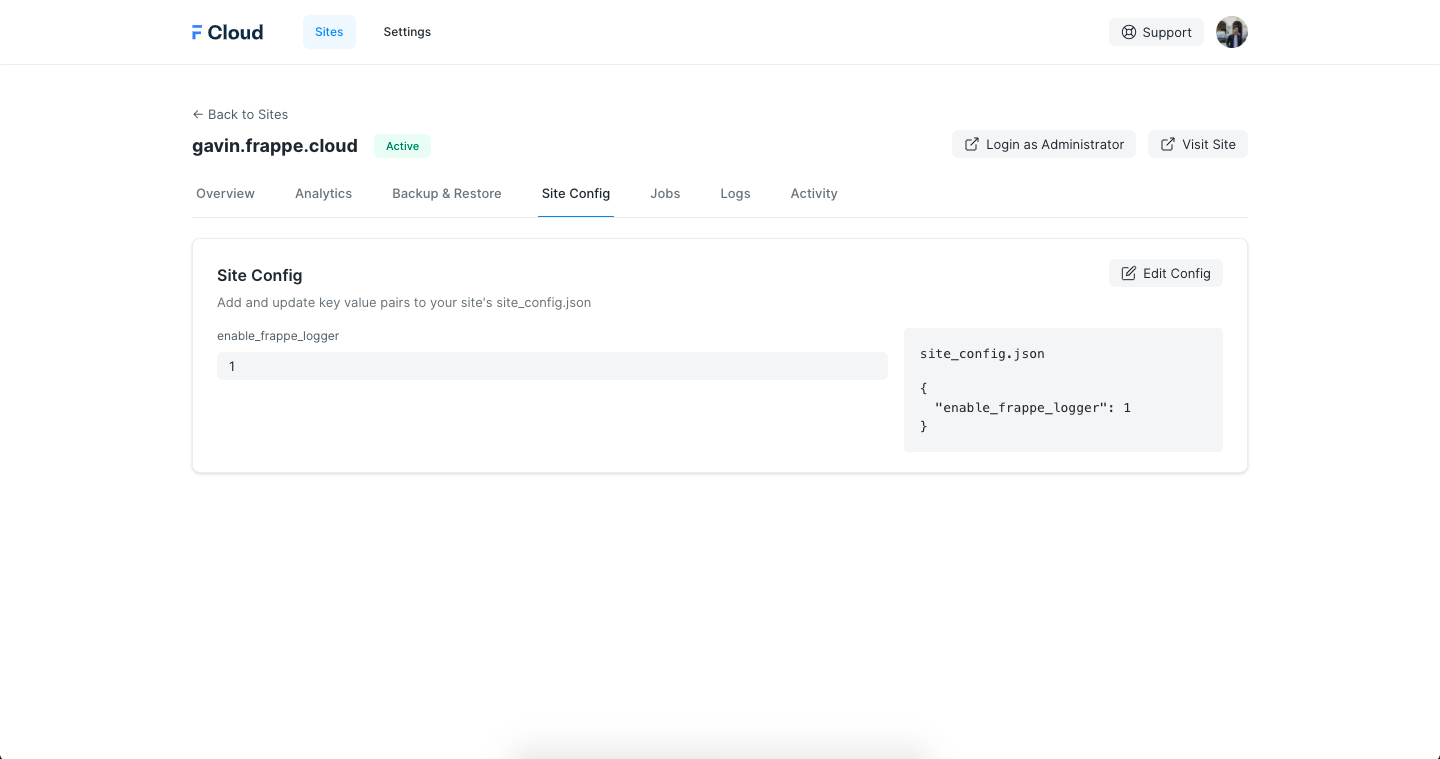 Cloud
Sites
Settings
Support
← Back to Sites
gavin.frappe.cloud
Active
Login as Administrator
Visit Site
Overview
Analytics
Backup & Restore
Site Config
Jobs
Logs
Activity
Site Config
Edit Config
Add and update key value pairs to your site's site_config.json
enable_frappe_logger
1
site_config.json
{
"enable_frappe_logger": 1
}